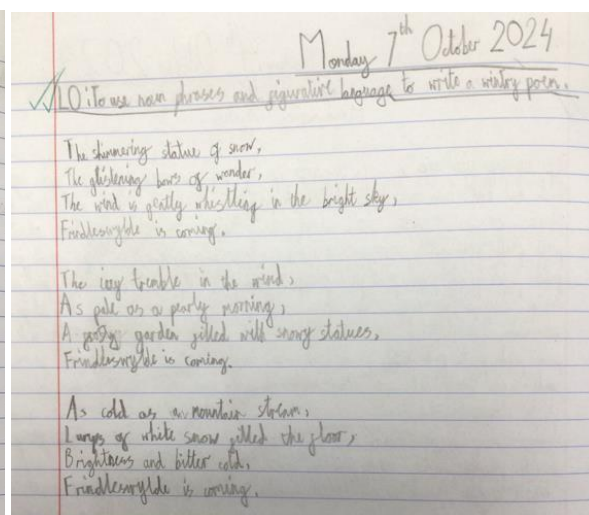 Monday 7th October 2024
LO: To use noun phrases and figurative language to write a wintry poem.
The shimmering statue of snow,
The glistening bows of wonder,
The wind is gently whistling in the bright sky,
Frindleswylde is coming.
The icy tremble in the wind,
As pale as a pearly morning,
A garden filled with snowy statues,
Frindleswylde is coming.
As cold as a mountain stream,
Lumps of white snow filled the floor,
Brightness and bitter cold,
Frindleswylde is coming.